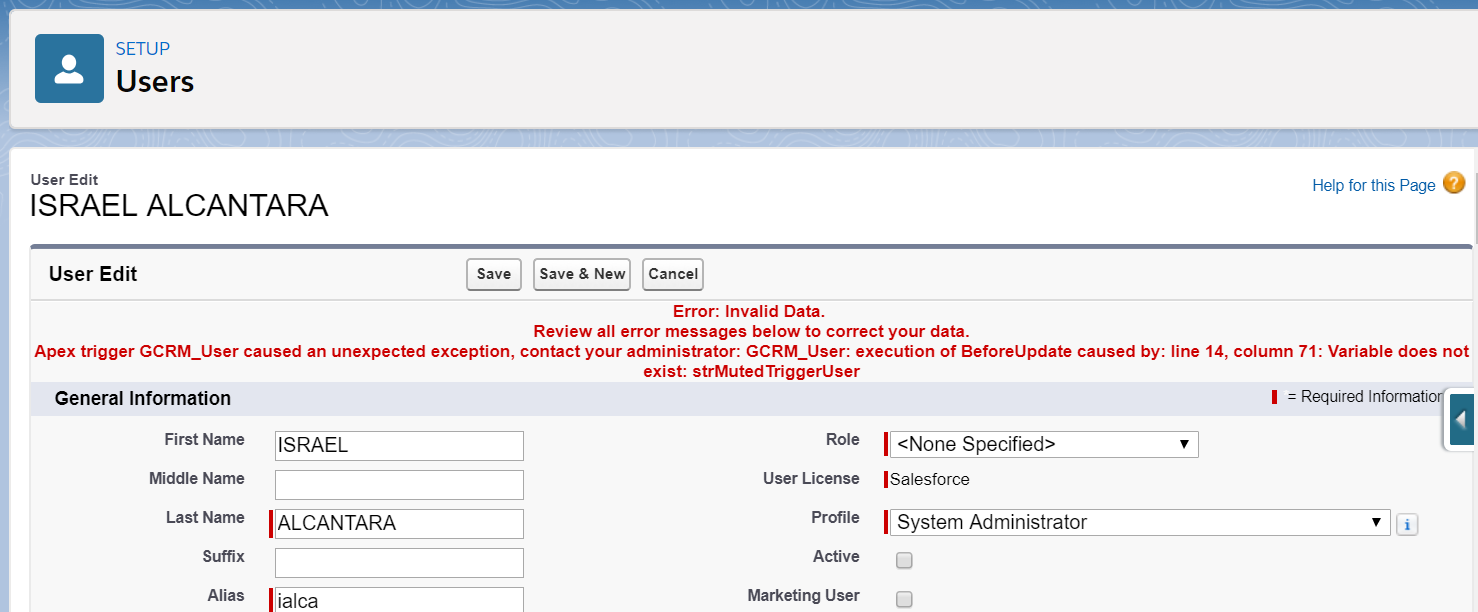 SETUP
Users
User Edit
ISRAEL ALCANTARA
Help for this Page ?
User Edit
Save
Save & New
Cancel
Error: Invalid Data.
Review all error messages below to correct your data.
Apex trigger GCRM_User caused an unexpected exception, contact your administrator: GCRM_User: execution of BeforeUpdate caused by: line 14, column 71: Variable does not
exist: strMutedTriggerUser
General Information
= Required Information
First Name
ISRAEL
Role
<None Specified>
Middle Name
User License
Salesforce
Last Name
ALCANTARA
Profile
System Administrator
i
Suffix
Active
Alias
ialca
Marketing User